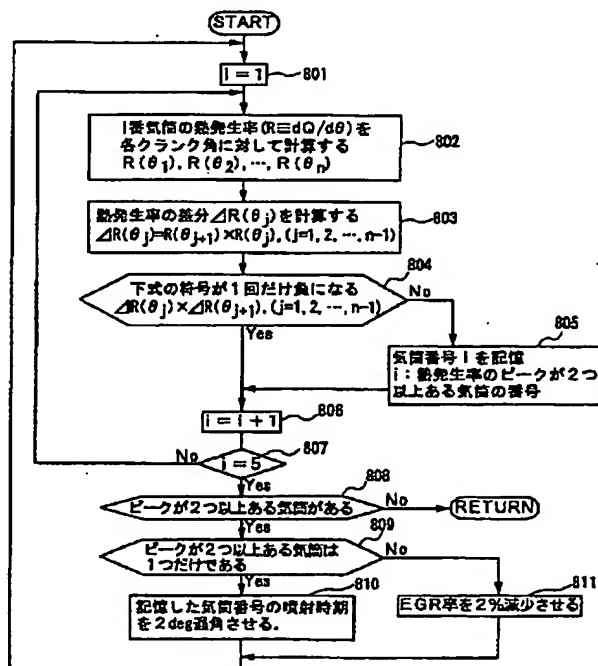 START
i = 1
801
i番気筒の熱発生率(R≡dQ/dθ)を
各クランク角に対して計算する
R(θ1), R(θ2), …, R(θn)
802
熱発生率の差分⊿R(θj)を計算する
⊿R(θj)=R(θj+1)×R(θj), (j=1, 2, …, n-1)
803
804
下式の符号が1回だけ負になる
⊿R(θj)×⊿R(θj+1), (j=1, 2, …, n-1)
No
Yes
805
気筒番号iを記憶
i:熱発生率のピークが2つ
以上ある気筒の番号
806
i = i + 1
807
No
i = 5
Yes
808
ピークが2つ以上ある気筒がある
No
RETURN
Yes
809
ピークが2つ以上ある気筒は
1つだけである
No
Yes
810
記憶した気筒番号の噴射時期
を2deg遅角させる.
811
EGR率を2%減少させる